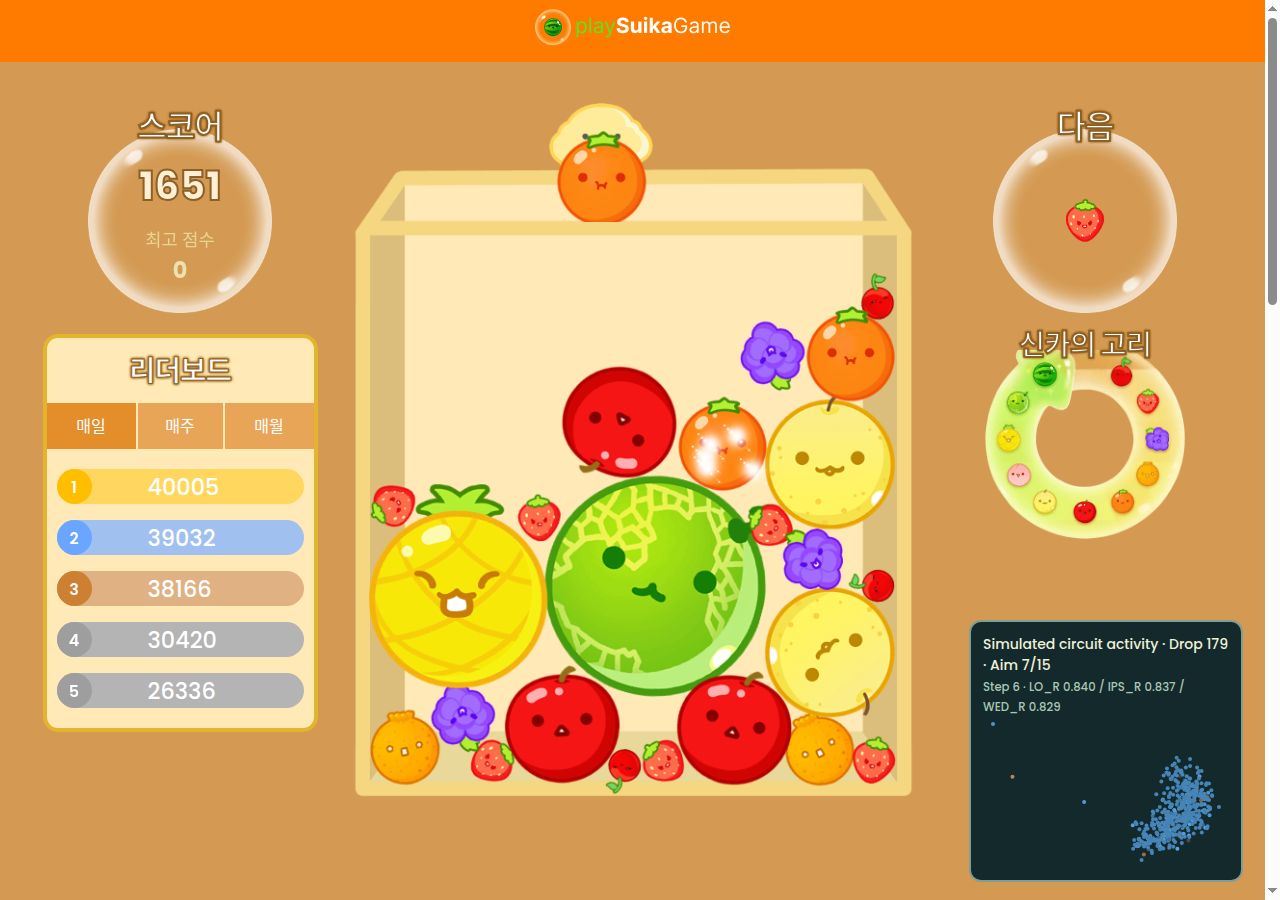 playSuikaGame
스코어
1651
최고 점수
0
리더보드
매일
매주
매월
1
40005
2
39032
3
38166
4
30420
5
26336
다음
신카의 고리
Simulated circuit activity · Drop 179
· Aim 7/15
Step 6 · LO_R 0.840 / IPS_R 0.837 /
WED_R 0.829